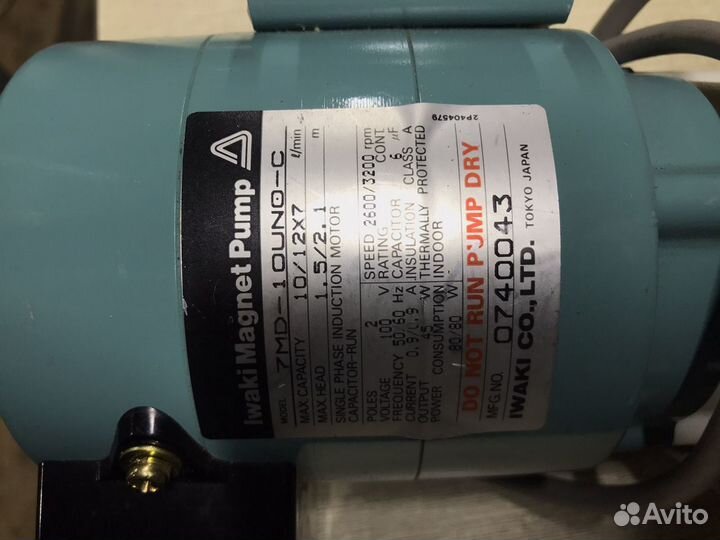 Iwaki Magnet Pump
MODEL 7MD-10UNO-C
MAX.CAPACITY 10/12X7 ℓ/min
MAX.HEAD 1.5/2.1 m
SINGLE PHASE INDUCTION MOTOR
CAPACITOR-RUN
POLES 2 SPEED 2600/3200 rpm
VOLTAGE 100 V RATING CONT
FREQUENCY 50.60 Hz CAPACITOR 6 µF
CURRENT 0.9/0.9 A INSULATION CLASS A
OUTPUT 45 W THERMALLY PROTECTED
POWER CONSUMPTION INDOOR
80/80 W
DO NOT RUN PUMP DRY
MFG.NO. 0740043
IWAKI CO.,LTD. TOKYO JAPAN
2P404579
Avito